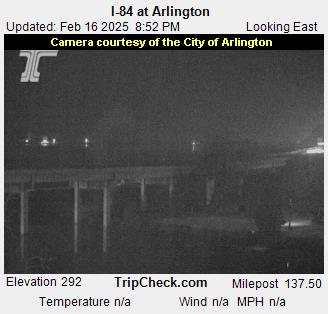 I-84 at Arlington
Updated: Feb 16 2025 8:52 PM Looking East
Camera courtesy of the City of Arlington
Elevation 292 TripCheck.com Milepost 137.50
Temperature n/a Wind n/a MPH n/a